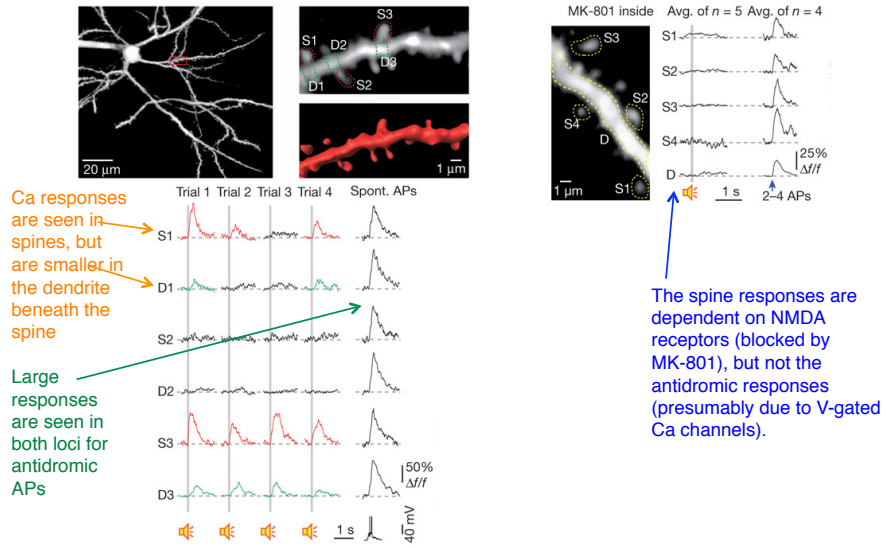 S3
S1
D2
D3
D1
S2
20 μm
1 μm
MK-801 inside
S3
S2
S4
D
1 μm
S1
Avg. of n = 5 Avg. of n = 4
S1
S2
S3
S4
25%
Δf/f
D
1 s
2–4 APs
Ca responses
are seen in
spines, but
are smaller in
the dendrite
beneath the
spine
Large
responses
are seen in
both loci for
antidromic
APs
Trial 1 Trial 2 Trial 3 Trial 4 Spont. APs
S1
D1
S2
D2
S3
D3
50%
Δf/f
1 s
40 mV
The spine responses are
dependent on NMDA
receptors (blocked by
MK-801), but not the
antidromic responses
(presumably due to V-gated
Ca channels).